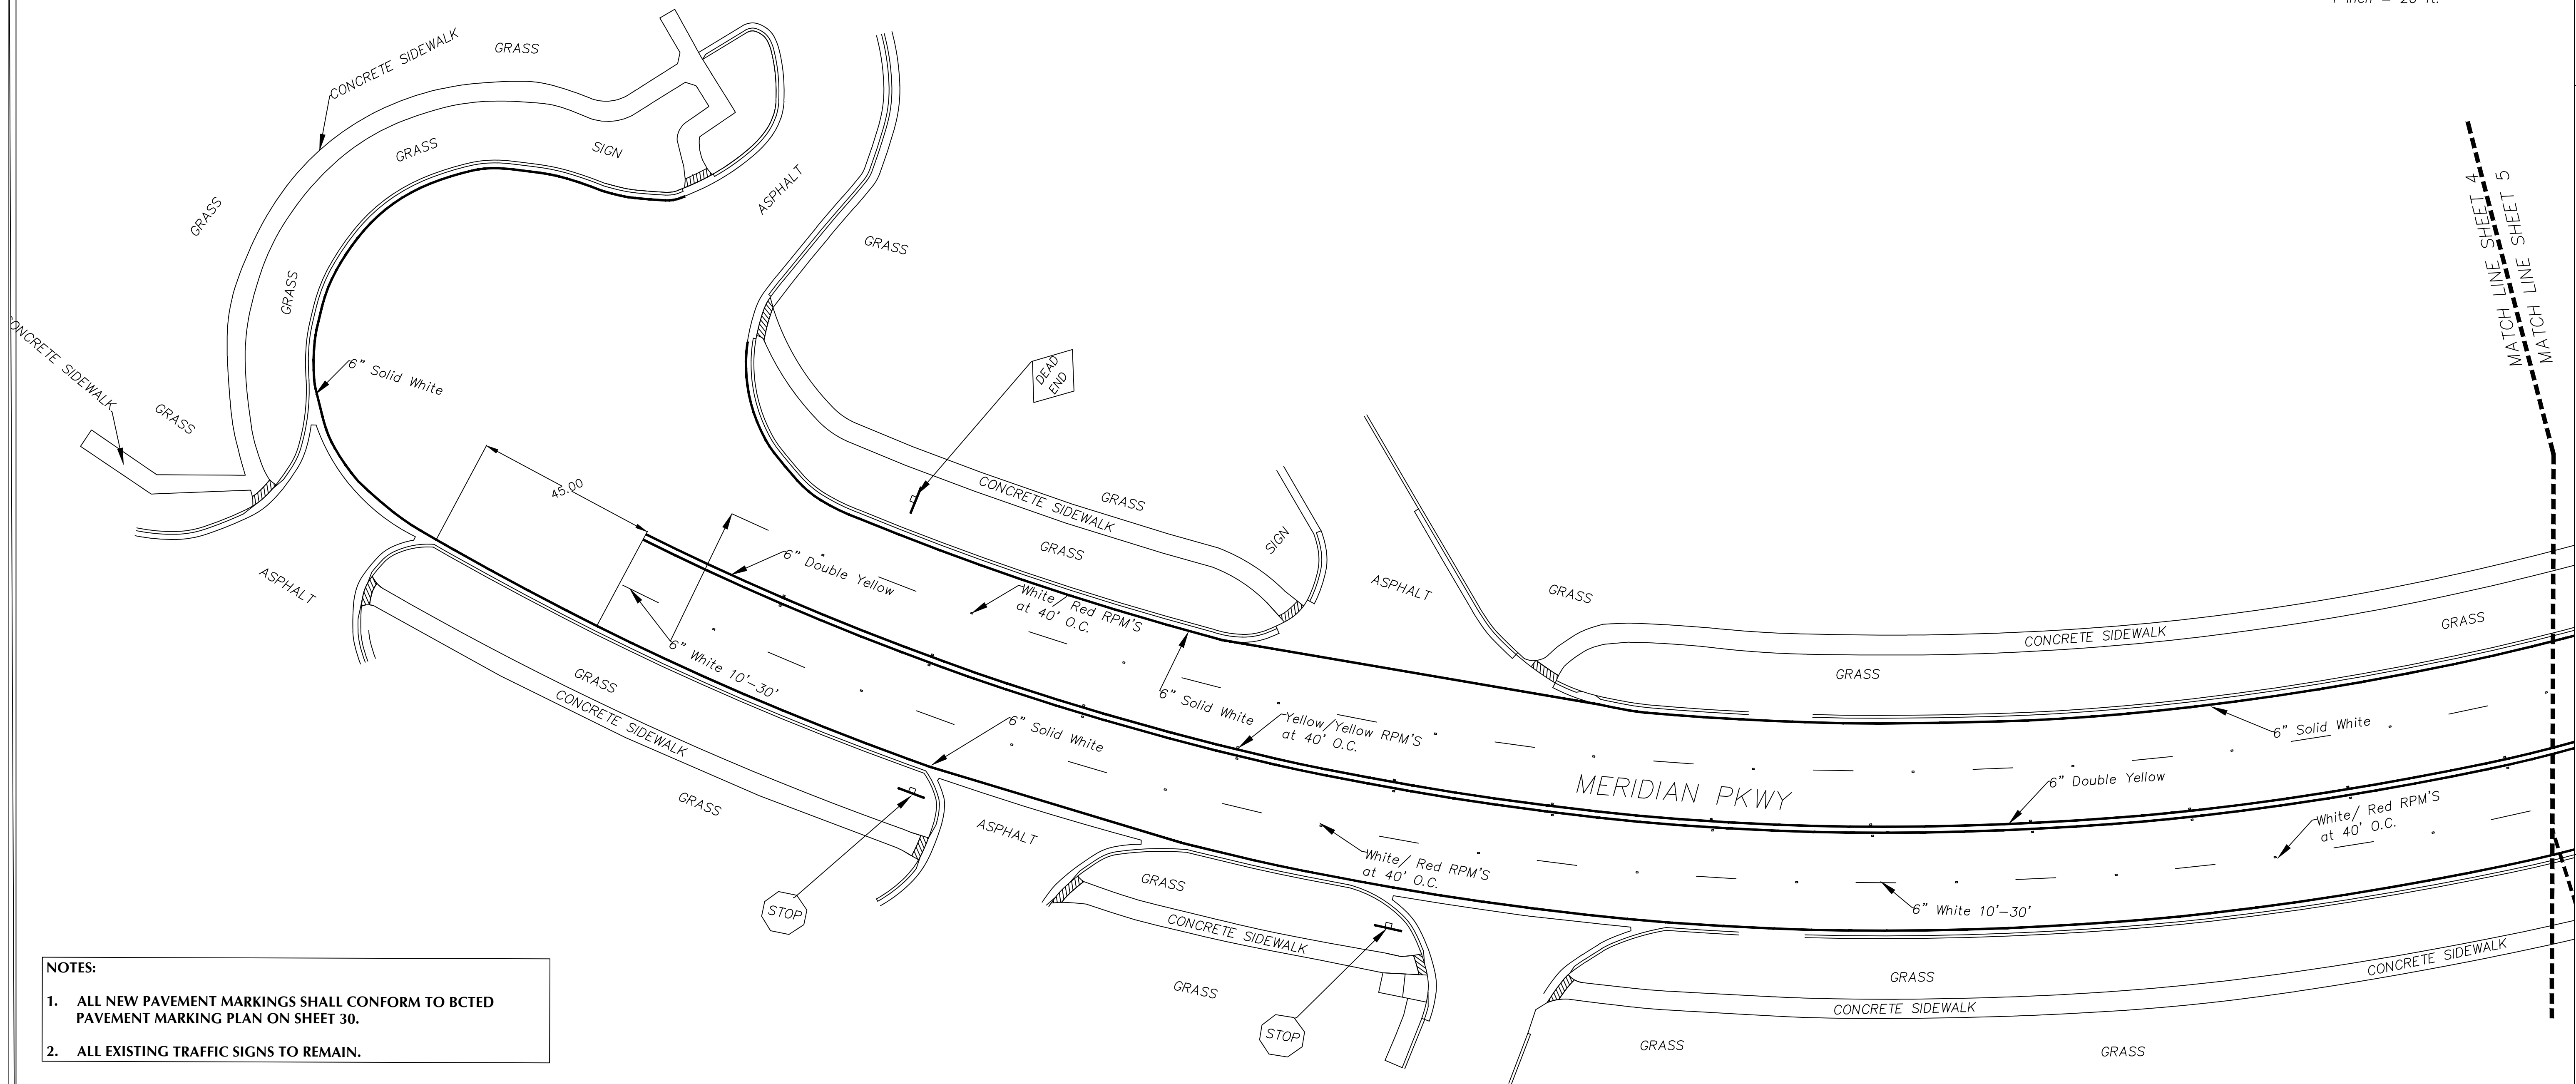 1 inch = 20 ft.
CONCRETE SIDEWALK
GRASS
GRASS
SIGN
ASPHALT
GRASS
GRASS
GRASS
MATCH LINE SHEET 4
MATCH LINE SHEET 5
CONCRETE SIDEWALK
GRASS
6" Solid White
DEAD
END
45.00
CONCRETE SIDEWALK
GRASS
GRASS
SIGN
6" Double Yellow
ASPHALT
ASPHALT
GRASS
White/ Red RPM'S
at 40' O.C.
6" White 10'-30'
GRASS
CONCRETE SIDEWALK
GRASS
6" Solid White
6" Solid White
Yellow/Yellow RPM'S
at 40' O.C.
GRASS
CONCRETE SIDEWALK
GRASS
6" Solid White
MERIDIAN PKWY
6" Double Yellow
White/ Red RPM'S
at 40' O.C.
ASPHALT
White/ Red RPM'S
at 40' O.C.
6" White 10'-30'
STOP
GRASS
CONCRETE SIDEWALK
GRASS
STOP
GRASS
CONCRETE SIDEWALK
CONCRETE SIDEWALK
GRASS
GRASS
NOTES:
1. ALL NEW PAVEMENT MARKINGS SHALL CONFORM TO BCTED
PAVEMENT MARKING PLAN ON SHEET 30.
2. ALL EXISTING TRAFFIC SIGNS TO REMAIN.